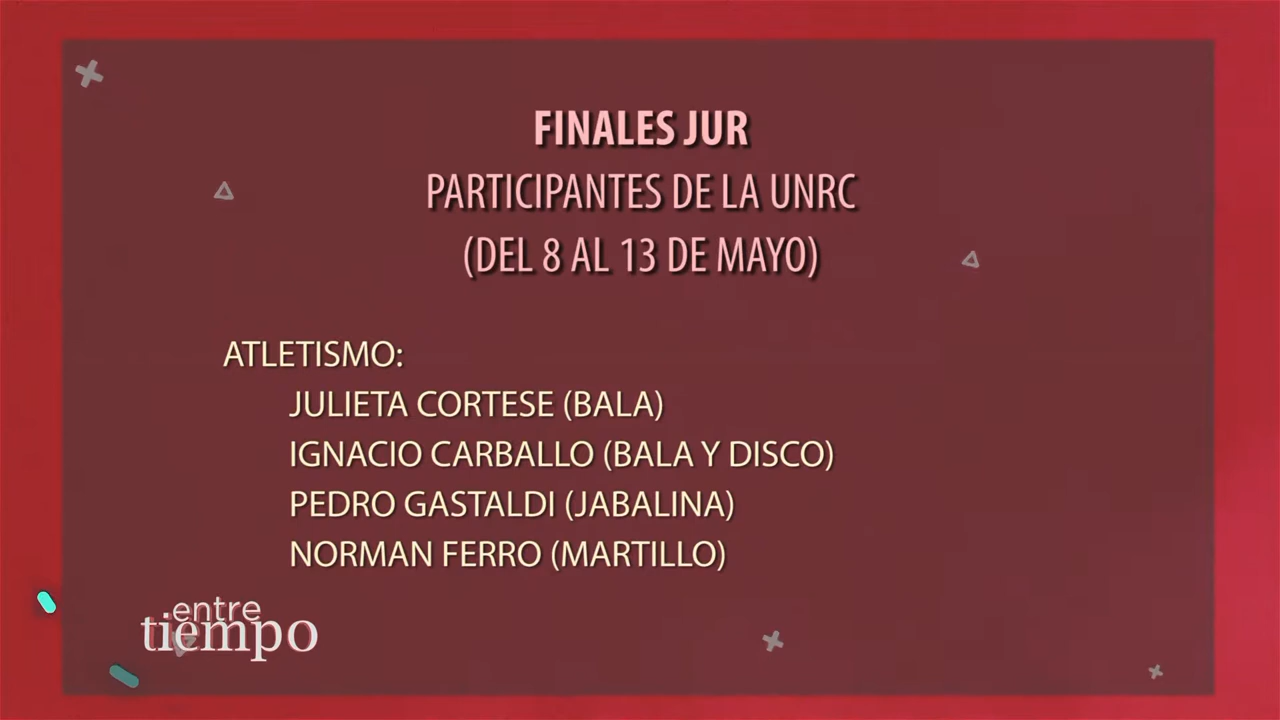 FINALES JUR
PARTICIPANTES DE LA UNRC
(DEL 8 AL 13 DE MAYO)
ATLETISMO:
JULIETA CORTESE (BALA)
IGNACIO CARBALLO (BALA Y DISCO)
PEDRO GASTALDI (JABALINA)
NORMAN FERRO (MARTILLO)
entre
tiempo